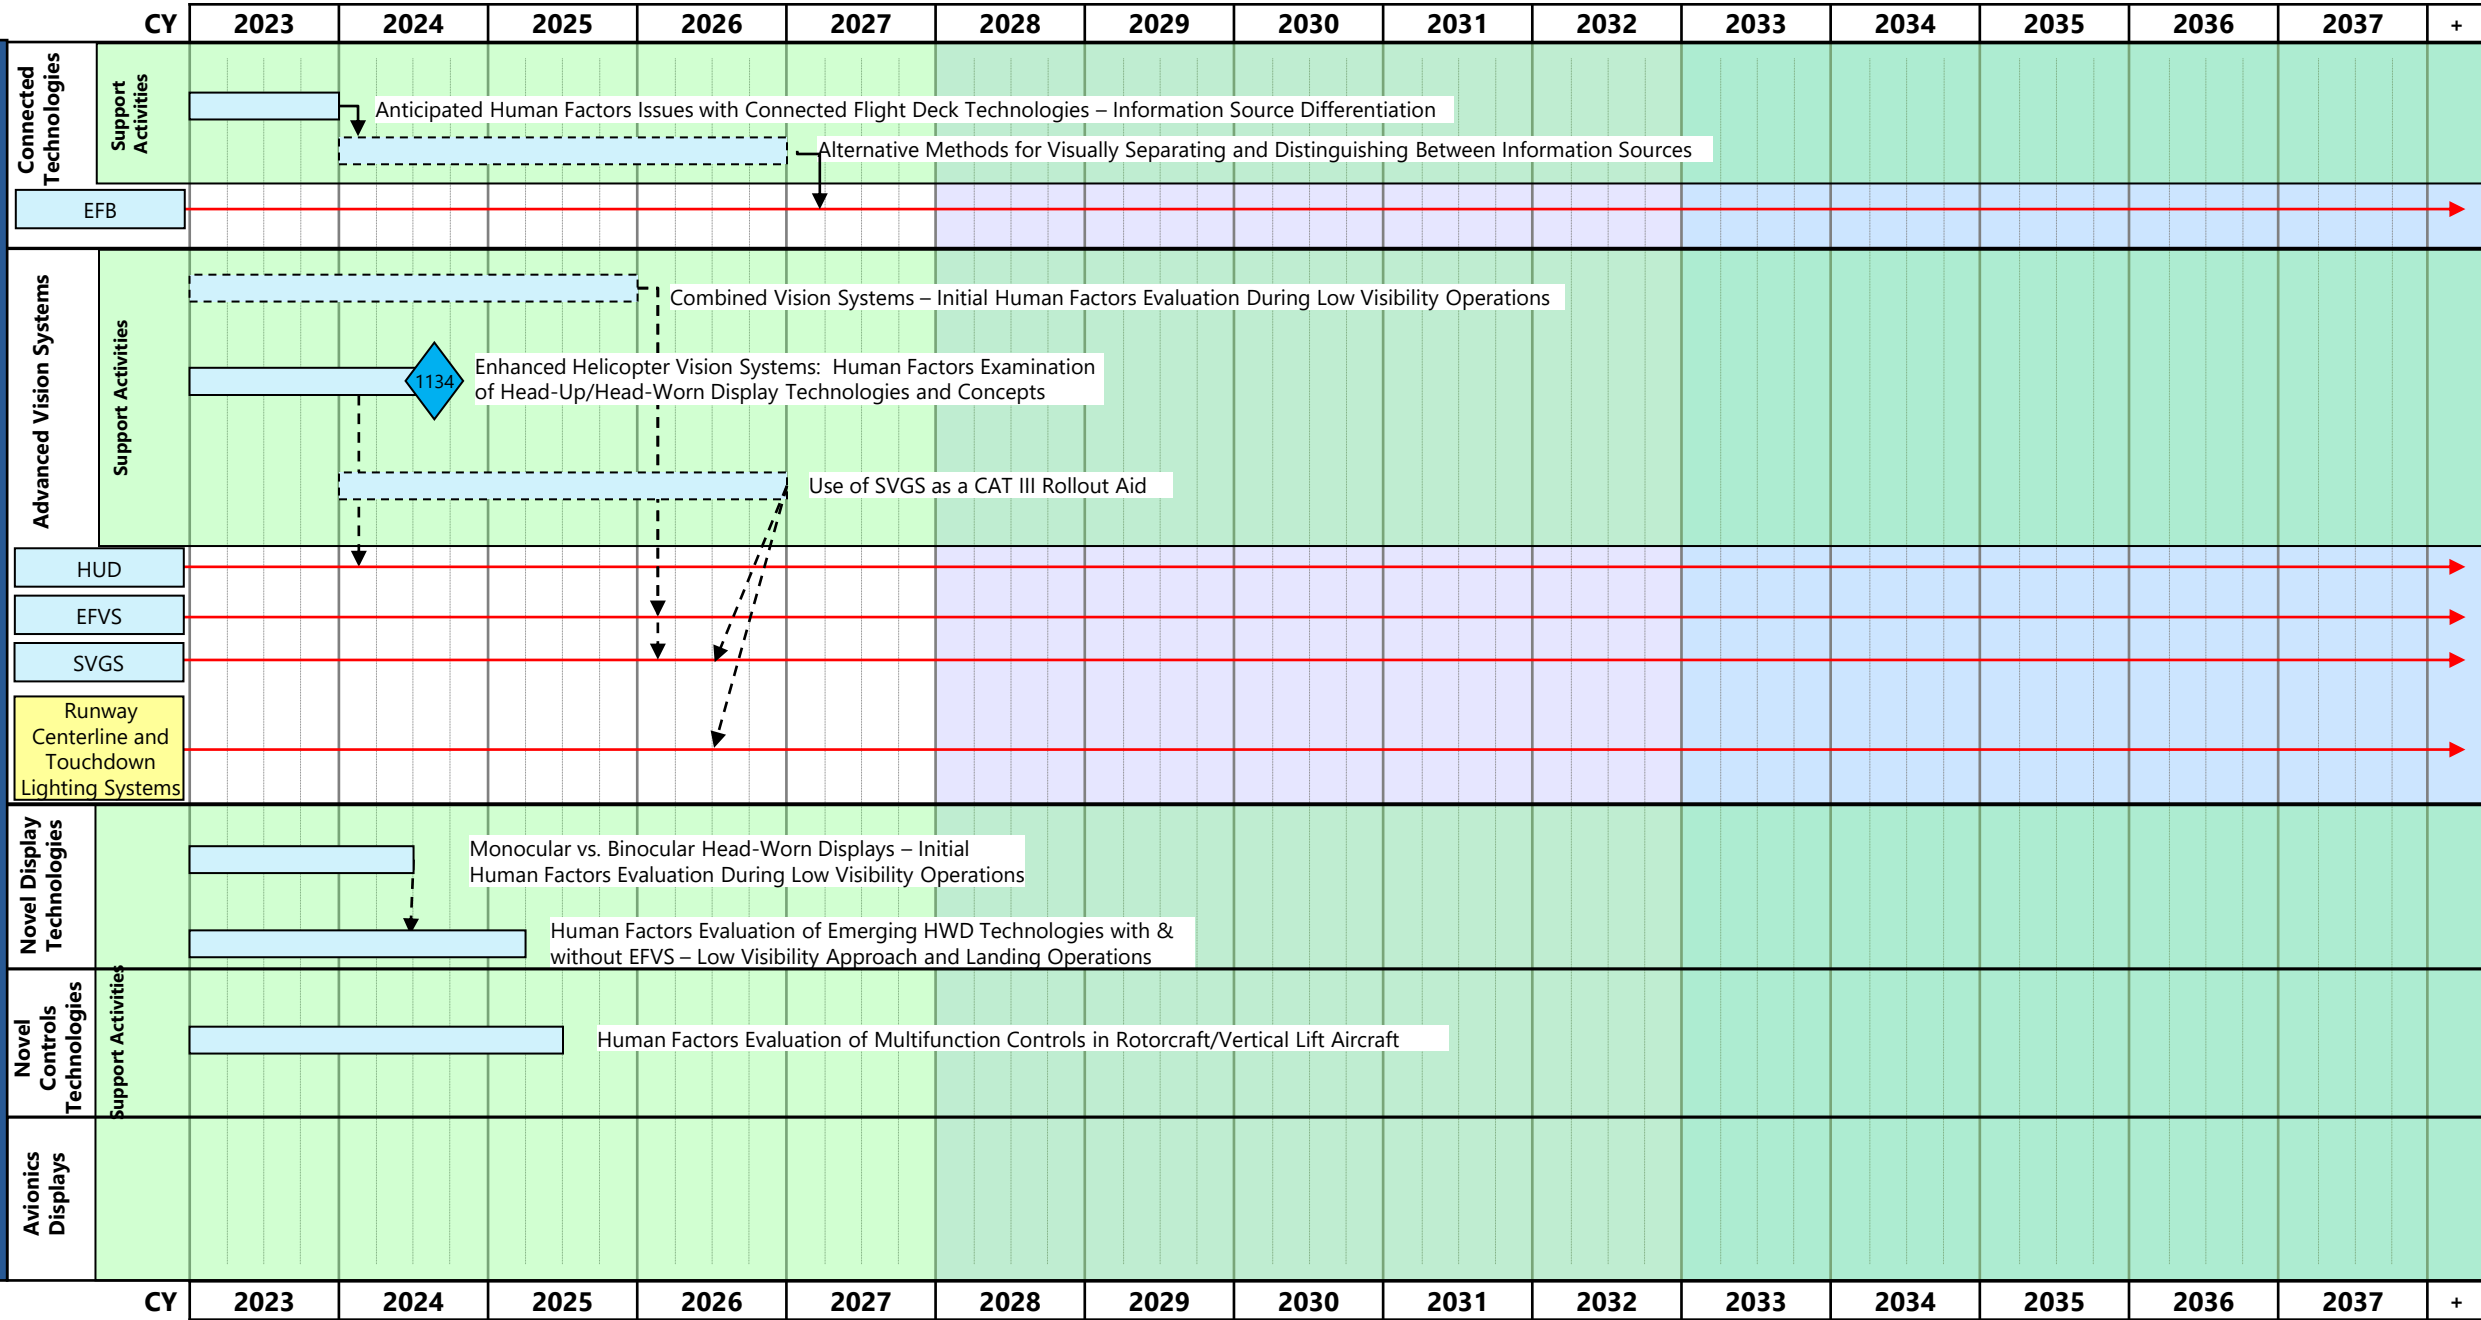 CY 2023 2024 2025 2026 2027 2028 2029 2030 2031 2032 2033 2034 2035 2036 2037 +
Connected
Technologies
Support
Activities
Anticipated Human Factors Issues with Connected Flight Deck Technologies – Information Source Differentiation
Alternative Methods for Visually Separating and Distinguishing Between Information Sources
EFB
Advanced Vision Systems
Support Activities
Combined Vision Systems – Initial Human Factors Evaluation During Low Visibility Operations
1134
Enhanced Helicopter Vision Systems: Human Factors Examination
of Head-Up/Head-Worn Display Technologies and Concepts
Use of SVGS as a CAT III Rollout Aid
HUD
EFVS
SVGS
Runway
Centerline and
Touchdown
Lighting Systems
Novel Display
Technologies
Monocular vs. Binocular Head-Worn Displays – Initial
Human Factors Evaluation During Low Visibility Operations
Human Factors Evaluation of Emerging HWD Technologies with &
without EFVS – Low Visibility Approach and Landing Operations
Novel
Controls
Technologies
Support Activities
Human Factors Evaluation of Multifunction Controls in Rotorcraft/Vertical Lift Aircraft
Avionics
Displays
CY 2023 2024 2025 2026 2027 2028 2029 2030 2031 2032 2033 2034 2035 2036 2037 +